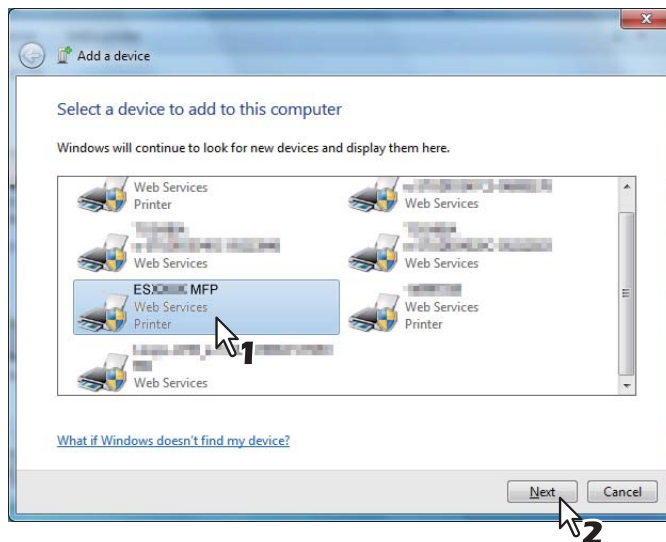 Add a device
Select a device to add to this computer
Windows will continue to look for new devices and display them here.
Web Services
Printer
Web Services
Web Services
Web Services
MFP
Web Services
Printer
1
Web Services
Printer
Web Services
What if Windows doesn't find my device?
Next
Cancel
2